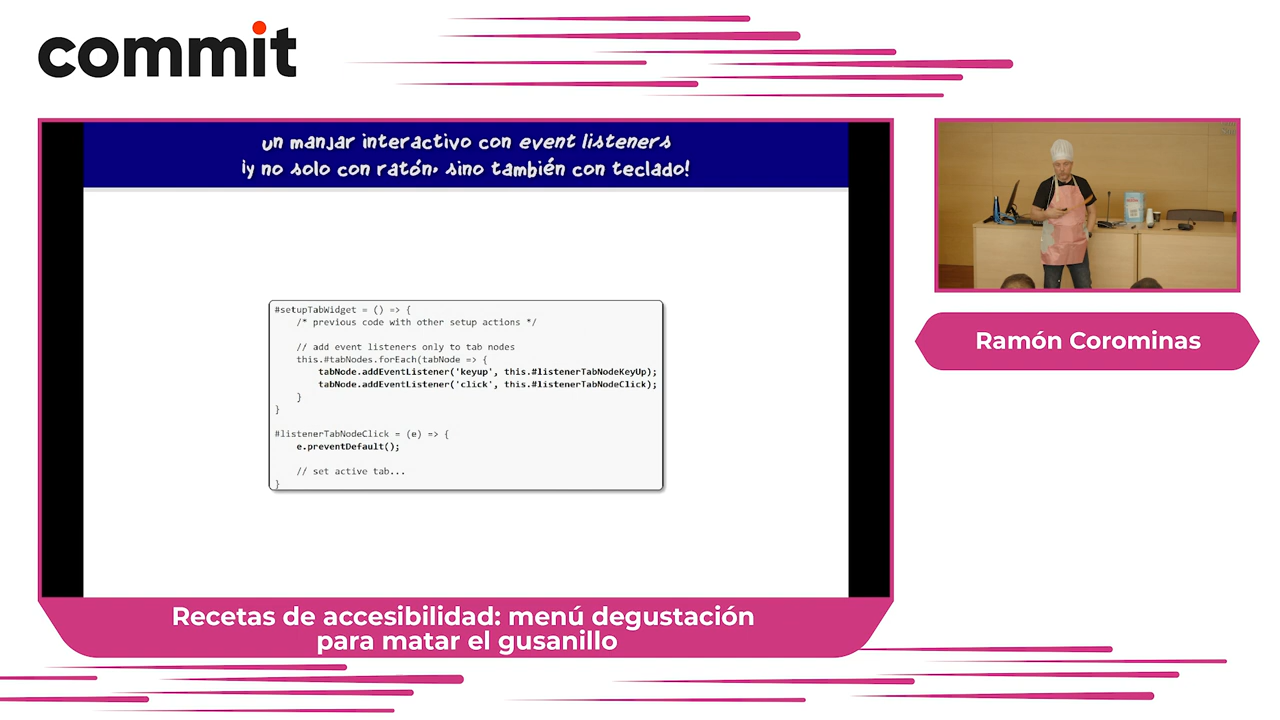 commit
un manjar interactivo con event listeners
¡y no solo con ratón, sino también con teclado!
#setupTabWidget = () => {
/* previous code with other setup actions */
// add event listeners only to tab nodes
this.#tabNodes.forEach(tabNode => {
tabNode.addEventListener('keyup', this.#listenerTabNodeKeyUp);
tabNode.addEventListener('click', this.#listenerTabNodeClick);
}
}
#listenerTabNodeClick = (e) => {
e.preventDefault();
// set active tab...
}
Ramón Corominas
Recetas de accesibilidad: menú degustación
para matar el gusanillo